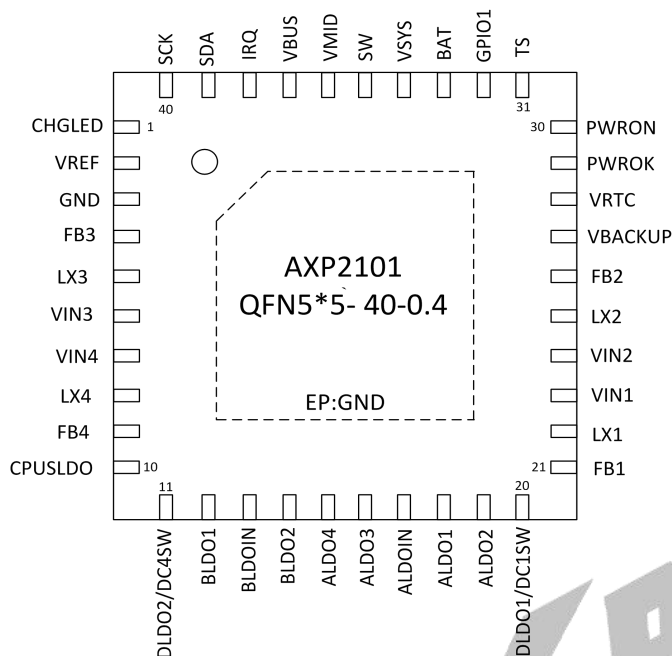 SCK
SDA
IRQ
VBUS
VMID
SW
VSYS
BAT
GPIO1
TS
40
31
CHGLED
1
VREF
GND
FB3
LX3
VIN3
VIN4
LX4
FB4
CPUSLDO
10
30
PWRON
PWROK
VRTC
VBACKUP
FB2
LX2
VIN2
VIN1
LX1
21
FB1
AXP2101
QFN5*5- 40-0.4
EP:GND
11
20
DLDO2/DC4SW
BLDO1
BLDOIN
BLDO2
ALDO4
ALDO3
ALDOIN
ALDO1
ALDO2
DLDO1/DC1SW